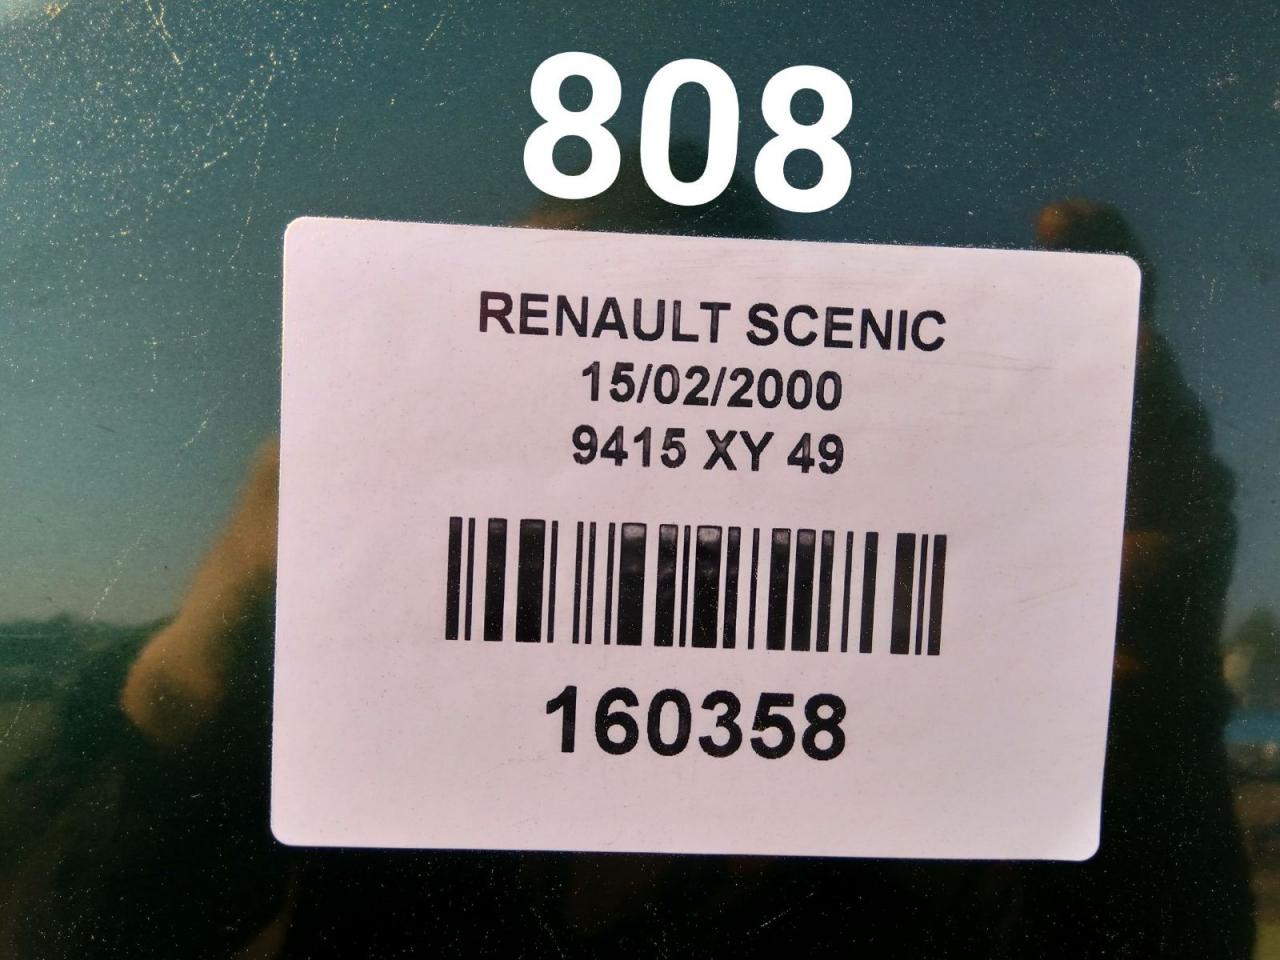 808
RENAULT SCENIC
15/02/2000
9415 XY 49
160358